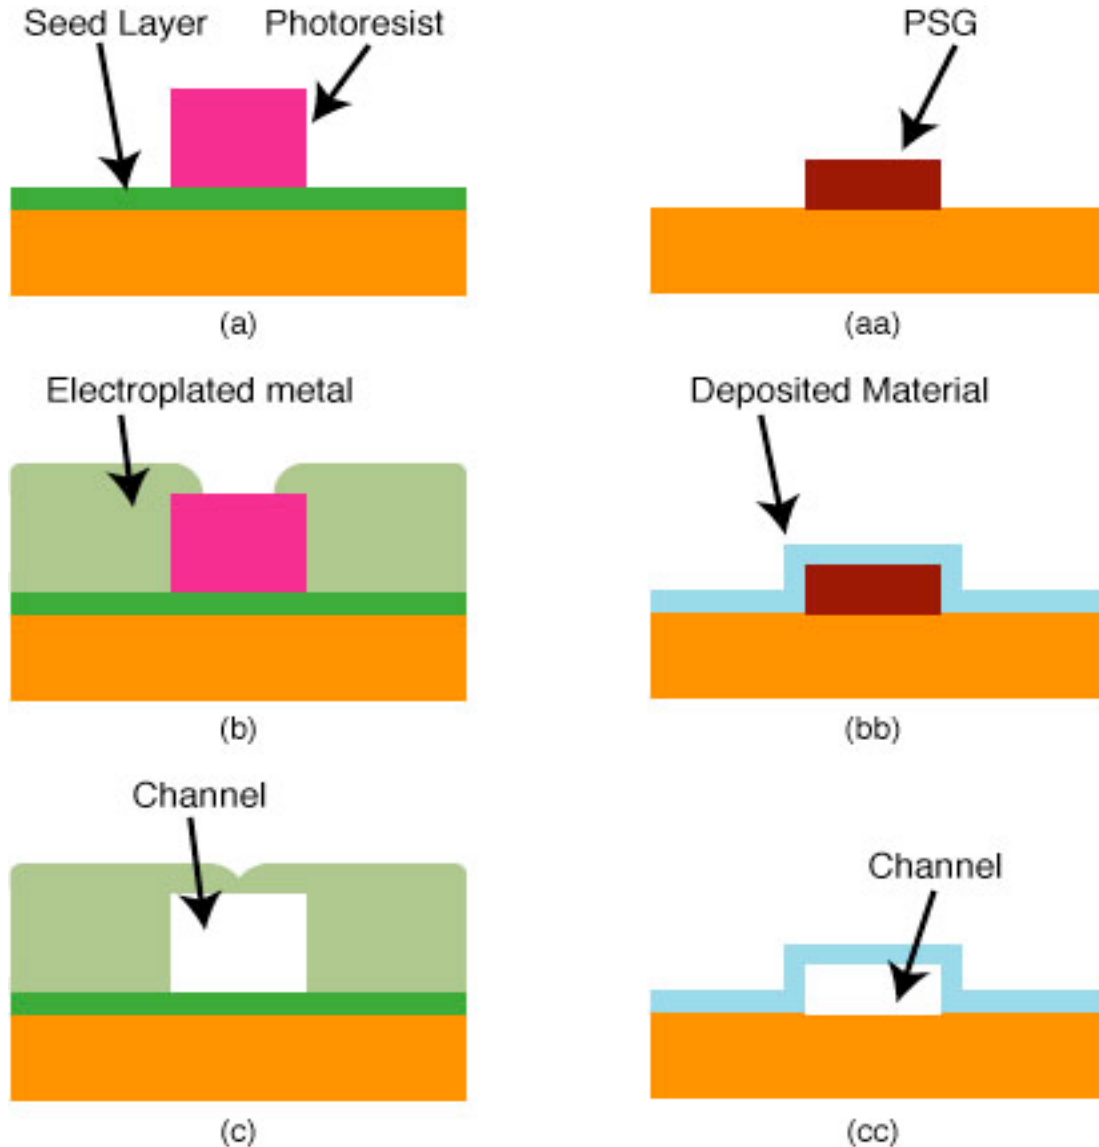 Seed Layer
Photoresist
PSG
(a)
(aa)
Electroplated metal
Deposited Material
(b)
(bb)
Channel
Channel
(c)
(cc)